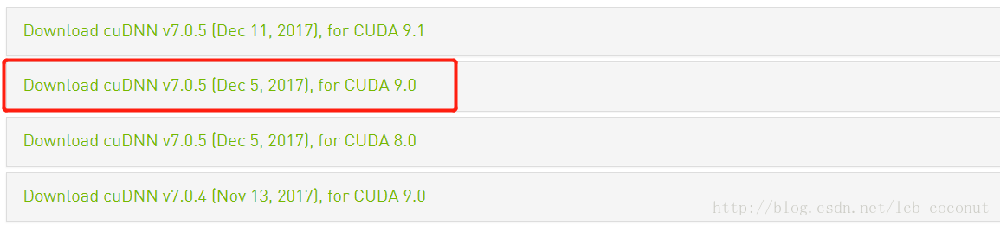 Download cuDNN v7.0.5 (Dec 11, 2017), for CUDA 9.1
Download cuDNN v7.0.5 (Dec 5, 2017), for CUDA 9.0
Download cuDNN v7.0.5 (Dec 5, 2017), for CUDA 8.0
Download cuDNN v7.0.4 (Nov 13, 2017), for CUDA 9.0
http://blog.csdn.net/lcb_coconut